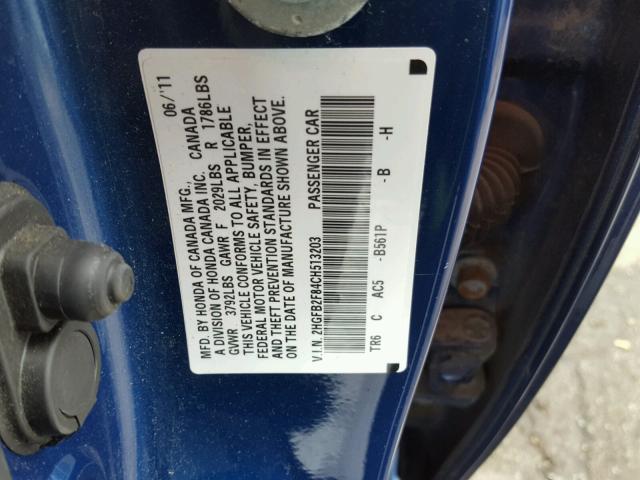 MFD. BY HONDA OF CANADA MFG., 06/'11
A DIVISION OF HONDA CANADA INC. CANADA
GVWR 3792LBS GAWR F 2029LBS R 1786LBS
THIS VEHICLE CONFORMS TO ALL APPLICABLE
FEDERAL MOTOR VEHICLE SAFETY, BUMPER,
AND THEFT PREVENTION STANDARDS IN EFFECT
ON THE DATE OF MANUFACTURE SHOWN ABOVE.
V.I.N. 2HGFB2F84CH513203 PASSENGER CAR
TR6 C AC5 -B561P -B -H